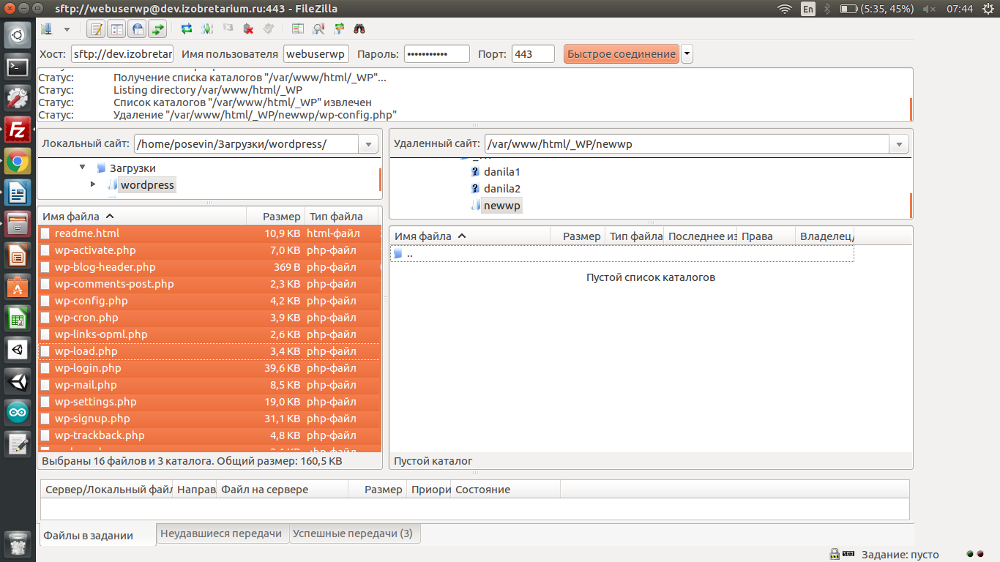 sftp://webuserwp@dev.izobretarium.ru:443 - FileZilla
En (5:35, 45%) 07:44
Хост: sftp://dev.izobretar Имя пользователя webuserwp Пароль: ••••••••••• Порт: 443 Быстрое соединение
Статус: Получение списка каталогов "/var/www/html/_WP"...
Статус: Listing directory /var/www/html/_WP
Статус: Список каталогов "/var/www/html/_WP" извлечен
Статус: Удаление "/var/www/html/_WP/newwp/wp-config.php"
Локальный сайт: /home/posevin/Загрузки/wordpress/
Загрузки
wordpress
Имя файла Размер Тип файла
readme.html 10,9 KB html-файл
wp-activate.php 7,0 KB php-файл
wp-blog-header.php 369 B php-файл
wp-comments-post.php 2,3 KB php-файл
wp-config.php 4,2 KB php-файл
wp-cron.php 3,9 KB php-файл
wp-links-opml.php 2,6 KB php-файл
wp-load.php 3,4 KB php-файл
wp-login.php 39,6 KB php-файл
wp-mail.php 8,5 KB php-файл
wp-settings.php 19,0 KB php-файл
wp-signup.php 31,1 KB php-файл
wp-trackback.php 4,8 KB php-файл
Выбраны 16 файлов и 3 каталога. Общий размер: 160,5 KB
Удаленный сайт: /var/www/html/_WP/newwp
danila1
danila2
newwp
Имя файла Размер Тип файла Последнее из Права Владелец/
..
Пустой список каталогов
Пустой каталог
Сервер/Локальный файл Направ Файл на сервере Размер Приори Состояние
Файлы в задании Неудавшиеся передачи Успешные передачи (3)
Задание: пусто